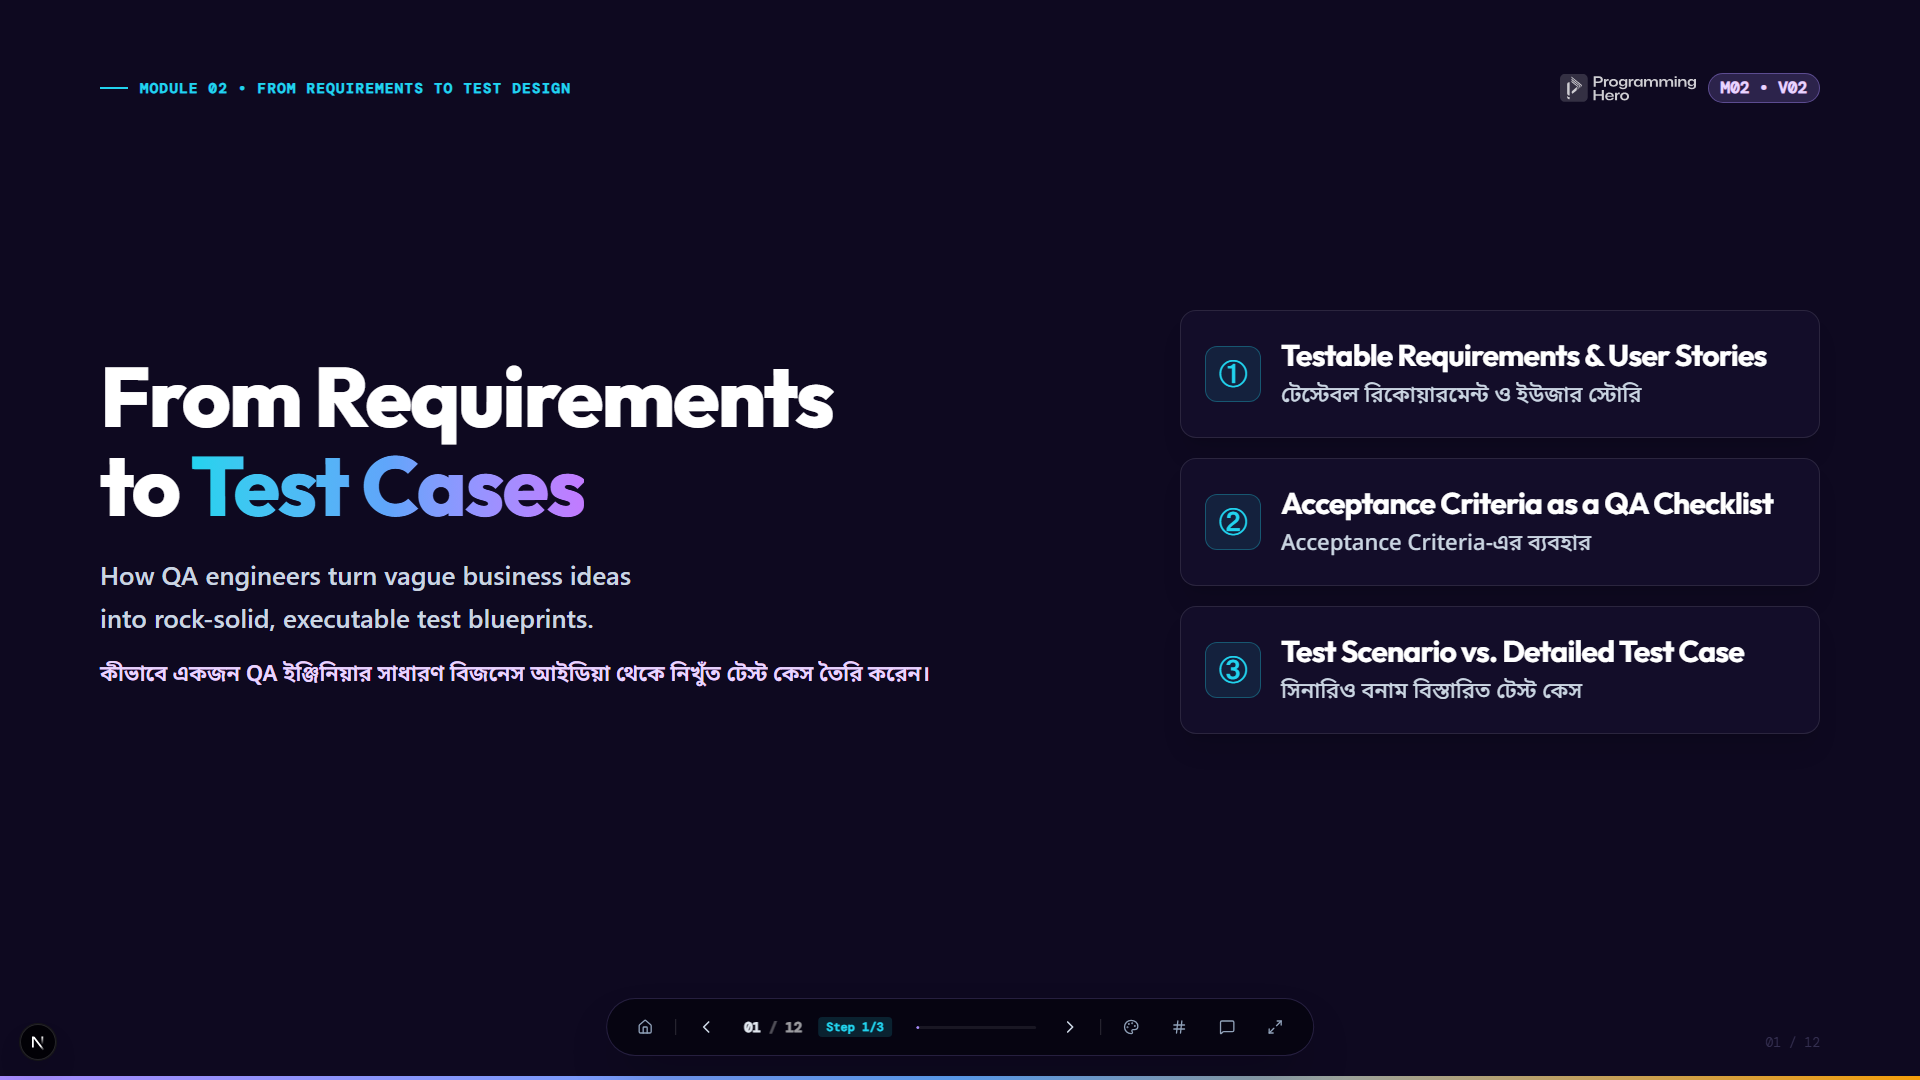 MODULE 02 • FROM REQUIREMENTS TO TEST DESIGN
Programming
Hero
M02 • V02
From Requirements
to Test Cases
How QA engineers turn vague business ideas
into rock-solid, executable test blueprints.
কীভাবে একজন QA ইঞ্জিনিয়ার সাধারণ বিজনেস আইডিয়া থেকে নিখুঁত টেস্ট কেস তৈরি করেন।
① Testable Requirements & User Stories
টেস্টেবল রিকোয়ারমেন্ট ও ইউজার স্টোরি
② Acceptance Criteria as a QA Checklist
Acceptance Criteria-এর ব্যবহার
③ Test Scenario vs. Detailed Test Case
সিনারিও বনাম বিস্তারিত টেস্ট কেস
N
01 / 12 Step 1/3
01 / 12